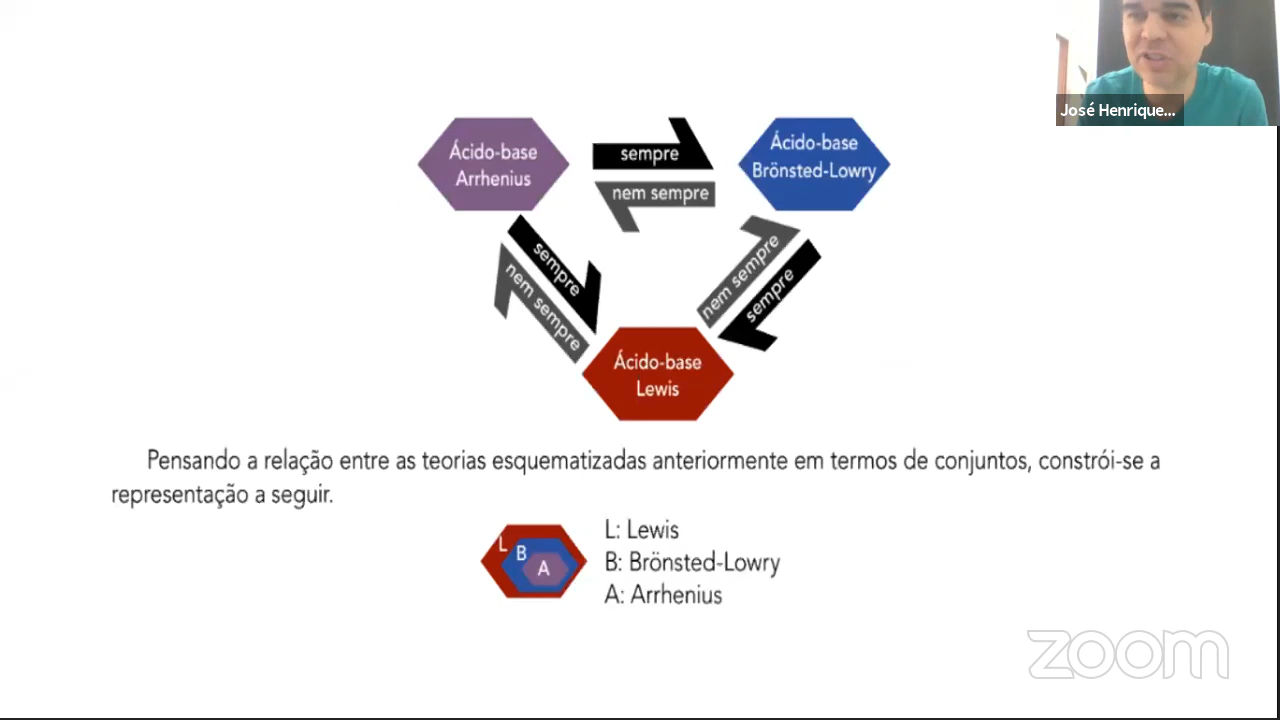 José Henrique...
Ácido-base
Arrhenius
sempre
nem sempre
Ácido-base
Brönsted-Lowry
sempre
nem sempre
nem sempre
sempre
Ácido-base
Lewis
Pensando a relação entre as teorias esquematizadas anteriormente em termos de conjuntos, constrói-se a
representação a seguir.
L
B
A
L: Lewis
B: Brönsted-Lowry
A: Arrhenius
zoom